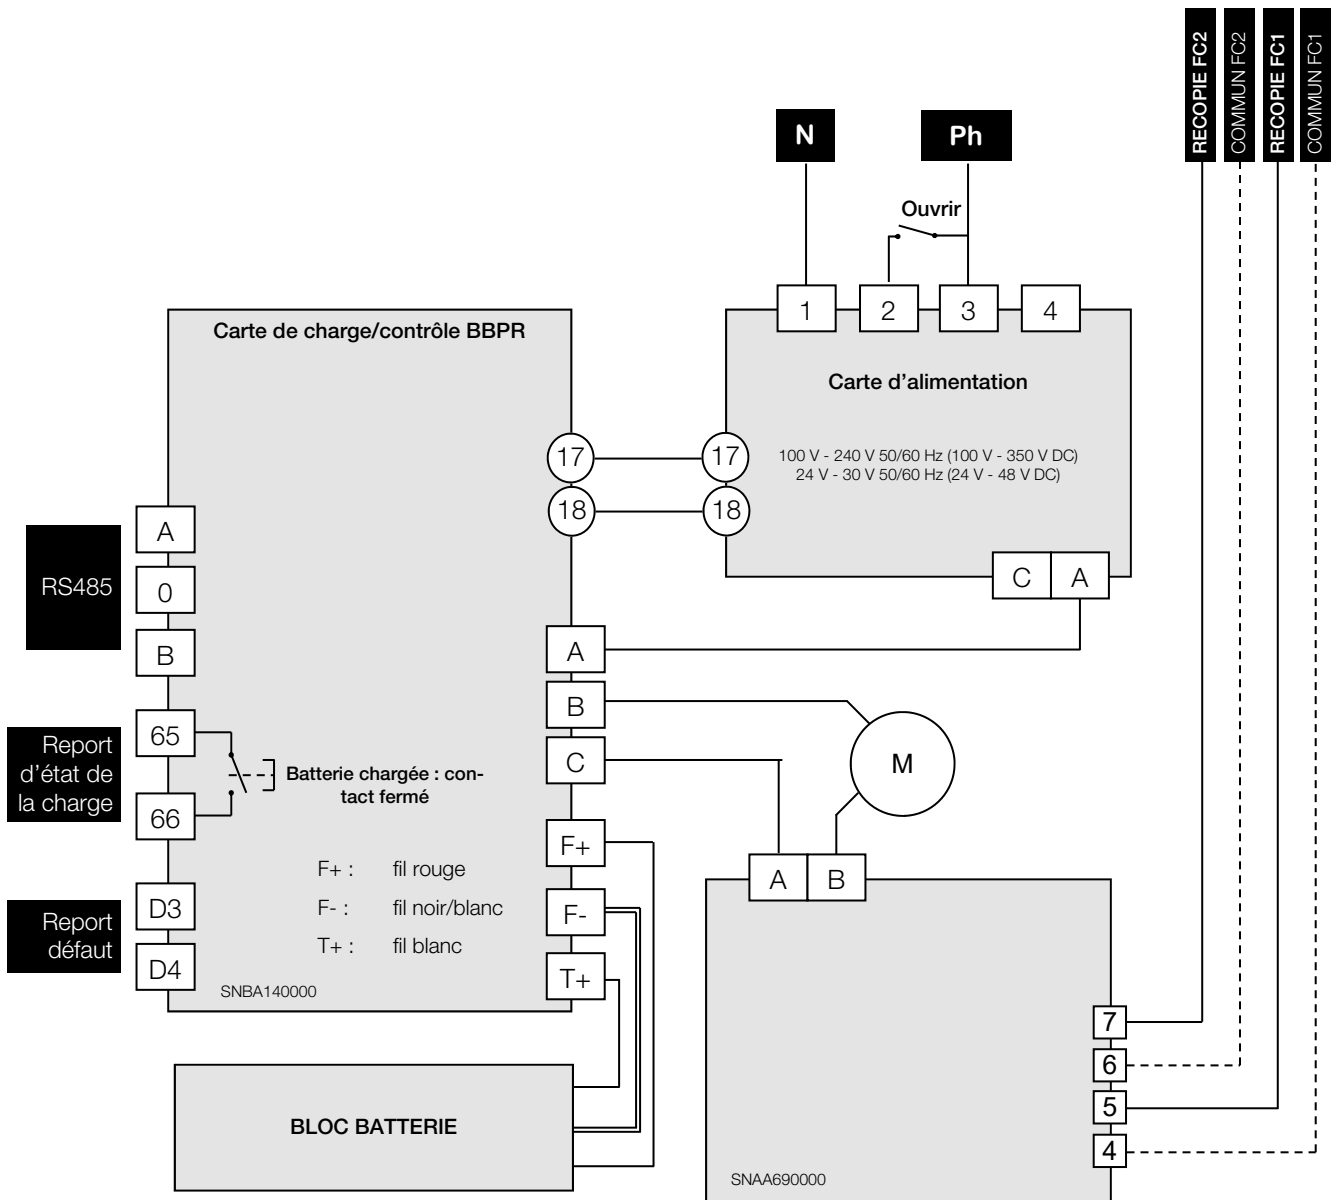 RECOPIE FC2
COMMUN FC2
RECOPIE FC1
COMMUN FC1
N
Ph
Ouvrir
1
2
3
4
Carte de charge/contrôle BBPR
Carte d'alimentation
100 V - 240 V 50/60 Hz (100 V - 350 V DC)
24 V - 30 V 50/60 Hz (24 V - 48 V DC)
17
17
18
18
C
A
RS485
A
0
B
A
B
C
M
Report
d'état de
la charge
65
66
Batterie chargée : con-
tact fermé
F+ : fil rouge
F- : fil noir/blanc
T+ : fil blanc
F+
F-
T+
Report
défaut
D3
D4
SNBA140000
A
B
7
6
5
4
BLOC BATTERIE
SNAA690000